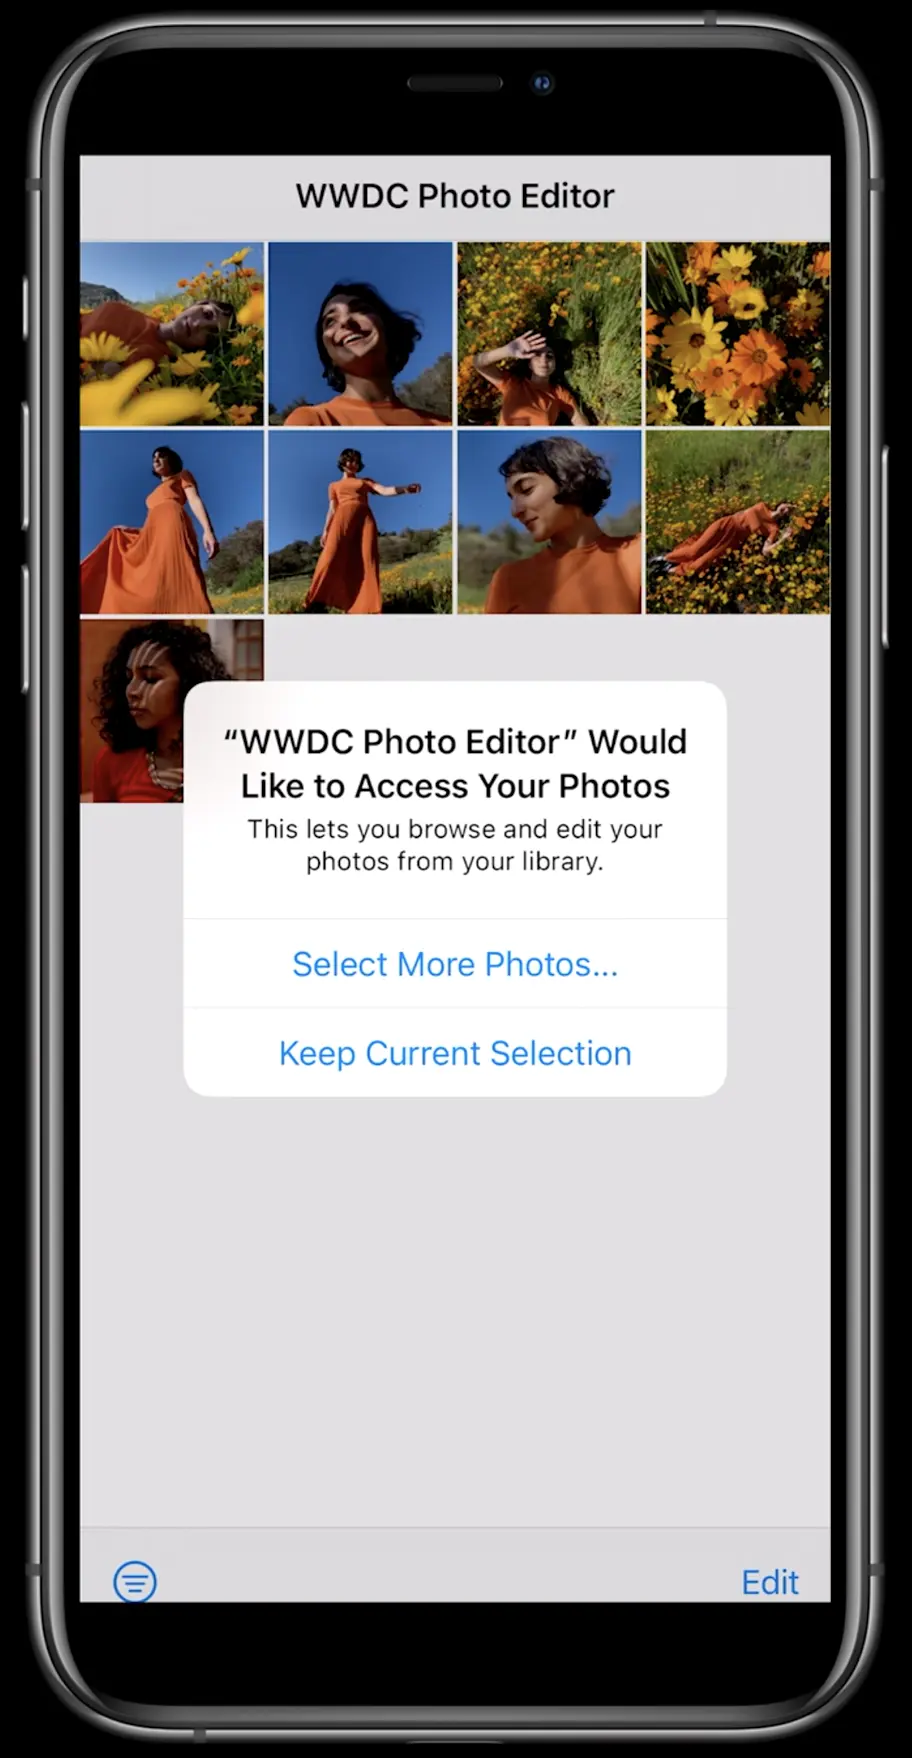 WWDC Photo Editor
“WWDC Photo Editor” Would
Like to Access Your Photos
This lets you browse and edit your
photos from your library.
Select More Photos...
Keep Current Selection
Edit